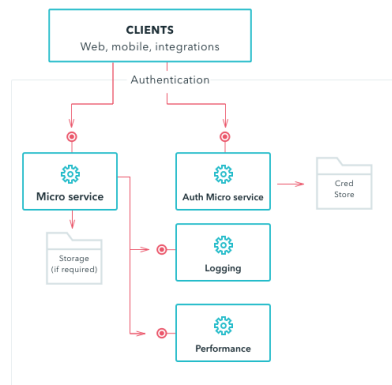 CLIENTS
Web, mobile, integrations
Authentication
Micro service
Auth Micro service
Cred
Store
Storage
(if required)
Logging
Performance